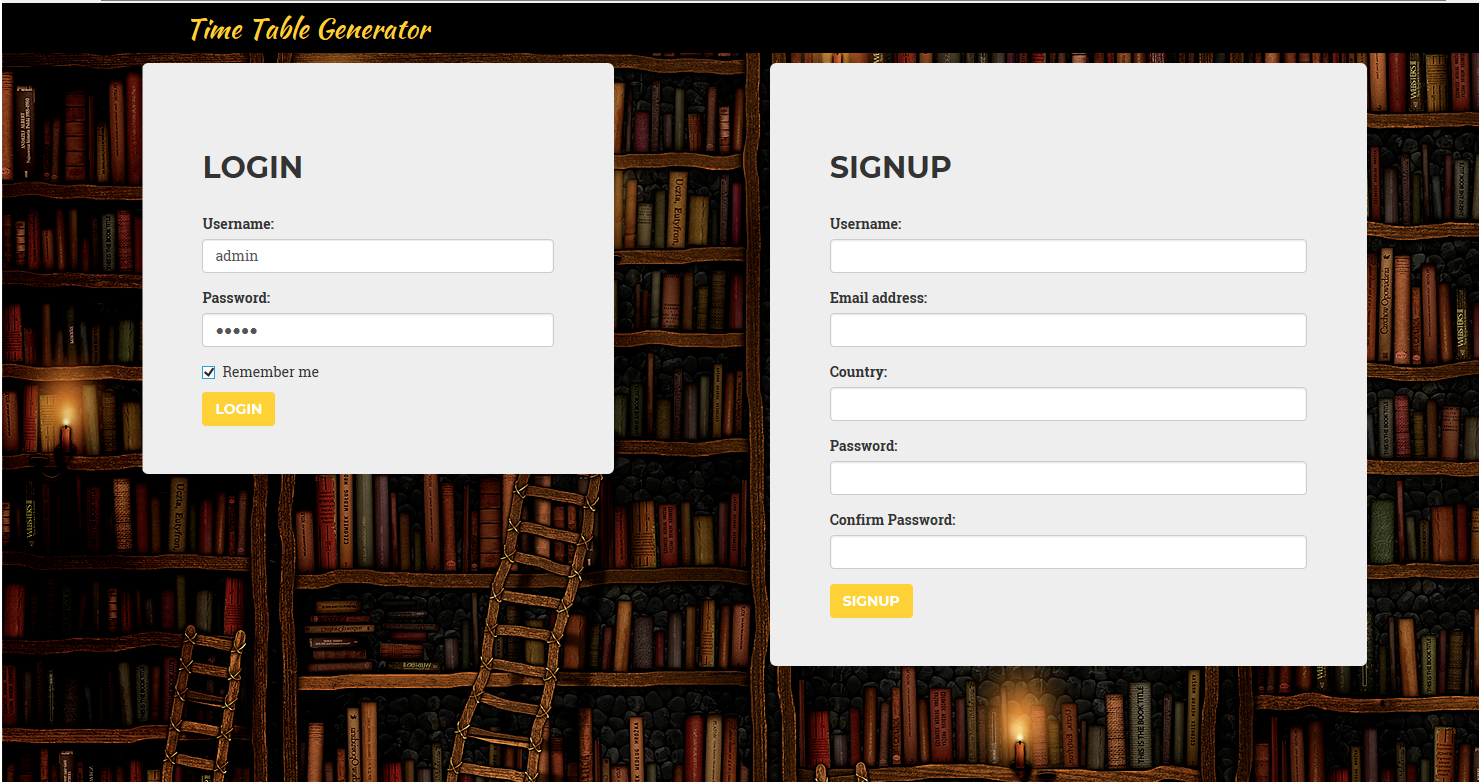 Time Table Generator
LOGIN
Username:
admin
Password:
•••••
Remember me
LOGIN
SIGNUP
Username:
Email address:
Country:
Password:
Confirm Password:
SIGNUP